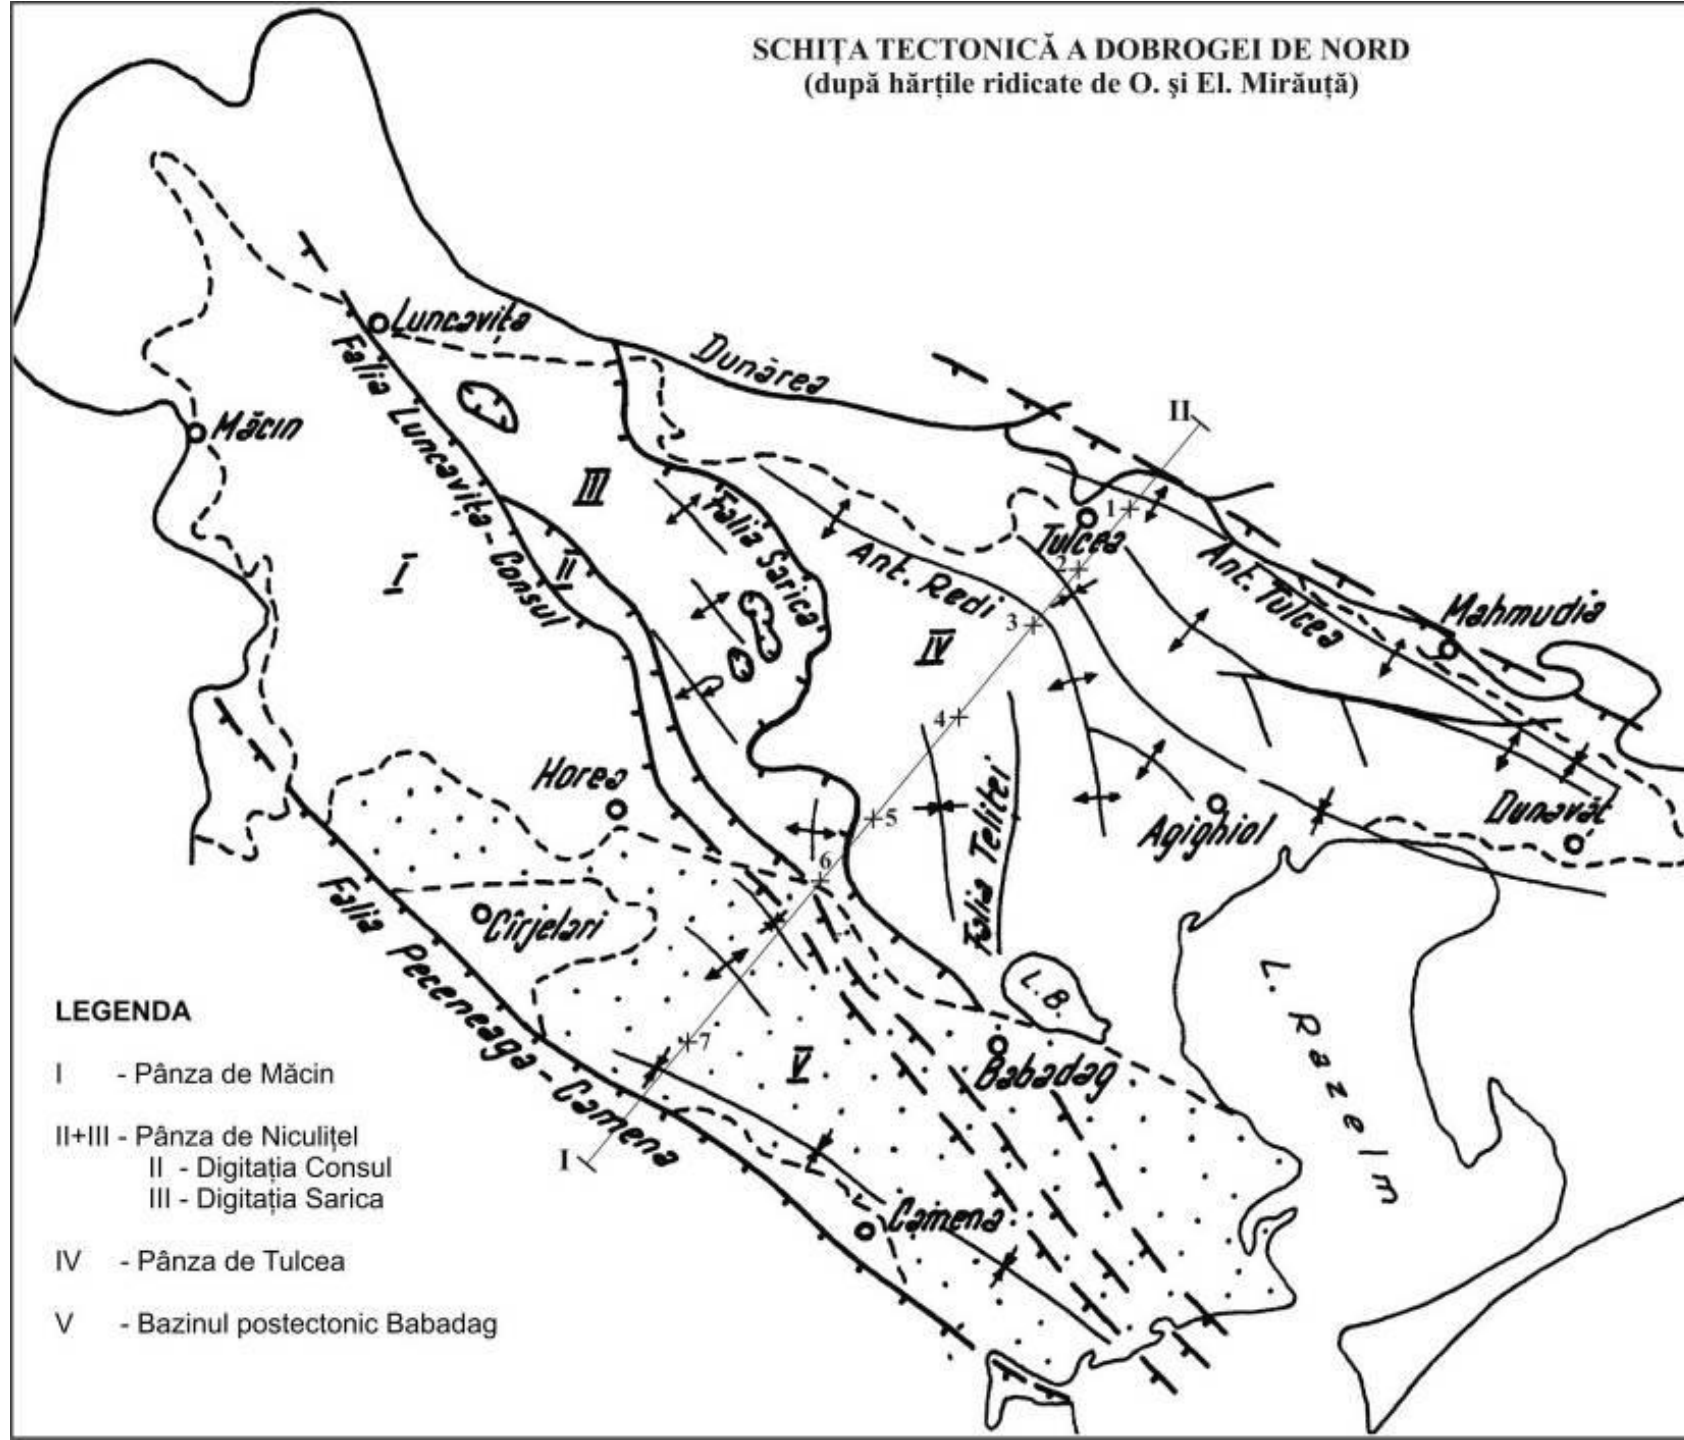 SCHIȚA TECTONICĂ A DOBROGEI DE NORD
(după hărțile ridicate de O. și El. Mirăuță)
Luncavița
Dunărea
Falia Luncavița - Consul
Măcin
II
III
Falia Sarica
1
Tulcea
Ant. Redi
Ant. Tulcea
2
II
I
3
Mahmudia
IV
4
Horea
Falia Teliței
Dunavăț
5
Agighiol
6
Cîrjelari
Falia Peceneaga - Camena
L.B.
L. Razelm
7
V
Babadag
I
Camena
LEGENDA
I - Pânza de Măcin
II+III - Pânza de Niculițel
II - Digitația Consul
III - Digitația Sarica
IV - Pânza de Tulcea
V - Bazinul postectonic Babadag